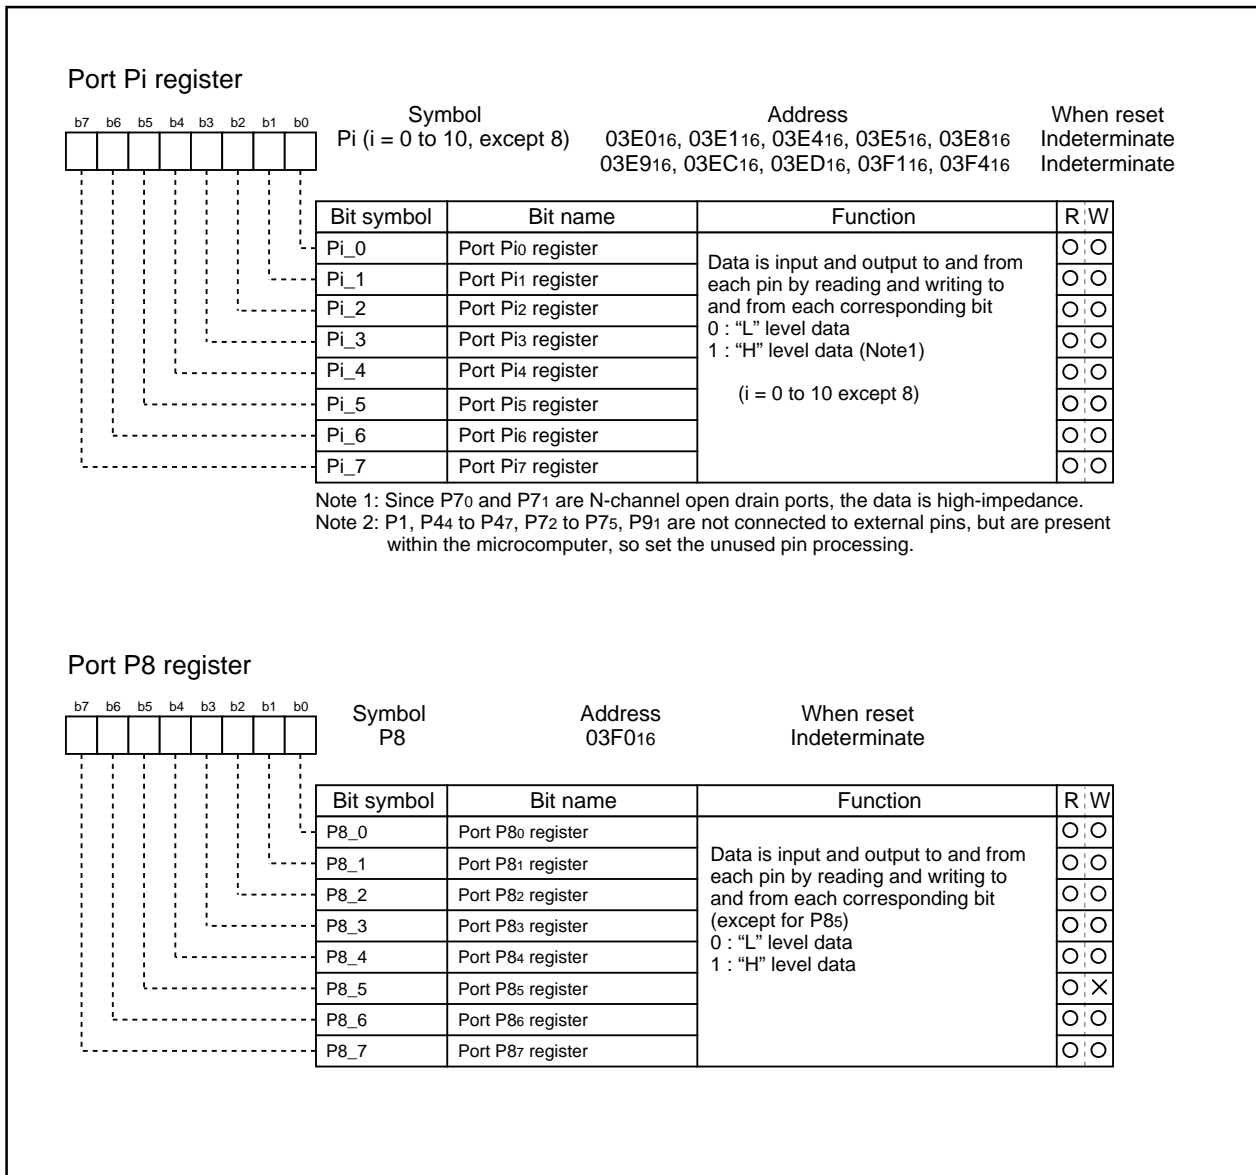 Port Pi register
b7 b6 b5 b4 b3 b2 b1 b0
Symbol Address When reset
Pi (i = 0 to 10, except 8) 03E016, 03E116, 03E416, 03E516, 03E816 Indeterminate
03E916, 03EC16, 03ED16, 03F116, 03F416 Indeterminate
Bit symbol Bit name Function R W
Pi_0 Port Pi0 register
Pi_1 Port Pi1 register
Pi_2 Port Pi2 register
Pi_3 Port Pi3 register
Pi_4 Port Pi4 register
Pi_5 Port Pi5 register
Pi_6 Port Pi6 register
Pi_7 Port Pi7 register
Data is input and output to and from
each pin by reading and writing to
and from each corresponding bit
0 : “L” level data
1 : “H” level data (Note1)
(i = 0 to 10 except 8)
Note 1: Since P70 and P71 are N-channel open drain ports, the data is high-impedance.
Note 2: P1, P44 to P47, P72 to P75, P91 are not connected to external pins, but are present
within the microcomputer, so set the unused pin processing.
Port P8 register
b7 b6 b5 b4 b3 b2 b1 b0
Symbol Address When reset
P8 03F016 Indeterminate
Bit symbol Bit name Function R W
P8_0 Port P80 register
P8_1 Port P81 register
P8_2 Port P82 register
P8_3 Port P83 register
P8_4 Port P84 register
P8_5 Port P85 register
P8_6 Port P86 register
P8_7 Port P87 register
Data is input and output to and from
each pin by reading and writing to
and from each corresponding bit
(except for P85)
0 : “L” level data
1 : “H” level data